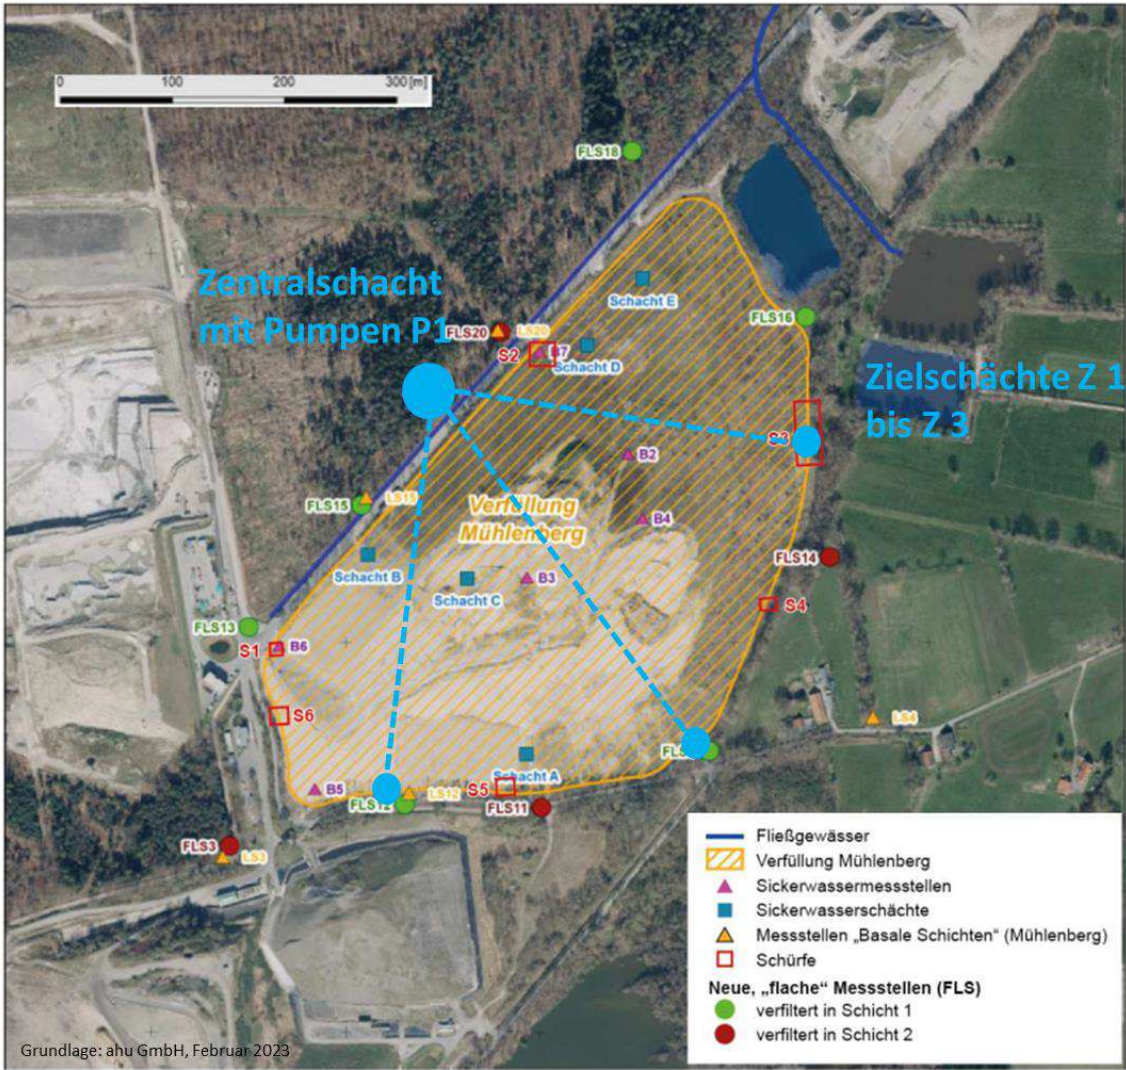 0 100 200 300 [m]
FLS18
Zentralschacht
mit Pumpen P1
Schacht E
FLS16
FLS20
LS20
S2
B7
Schacht D
Zielschächte Z 1
bis Z 3
S3
B2
Verfüllung
Mühlenberg
FLS15
LS15
B4
Schacht B
Schacht C
B3
FLS14
S4
FLS13
S1
B6
S6
LS4
Schacht A
B5
FLS12
LS12
S5
FLS11
FLS3
LS3
Fließgewässer
Verfüllung Mühlenberg
Sickerwassermessstellen
Sickerwasserschächte
Messstellen „Basale Schichten“ (Mühlenberg)
Schürfe
Neue, „flache“ Messstellen (FLS)
verfiltert in Schicht 1
verfiltert in Schicht 2
Grundlage: ahu GmbH, Februar 2023